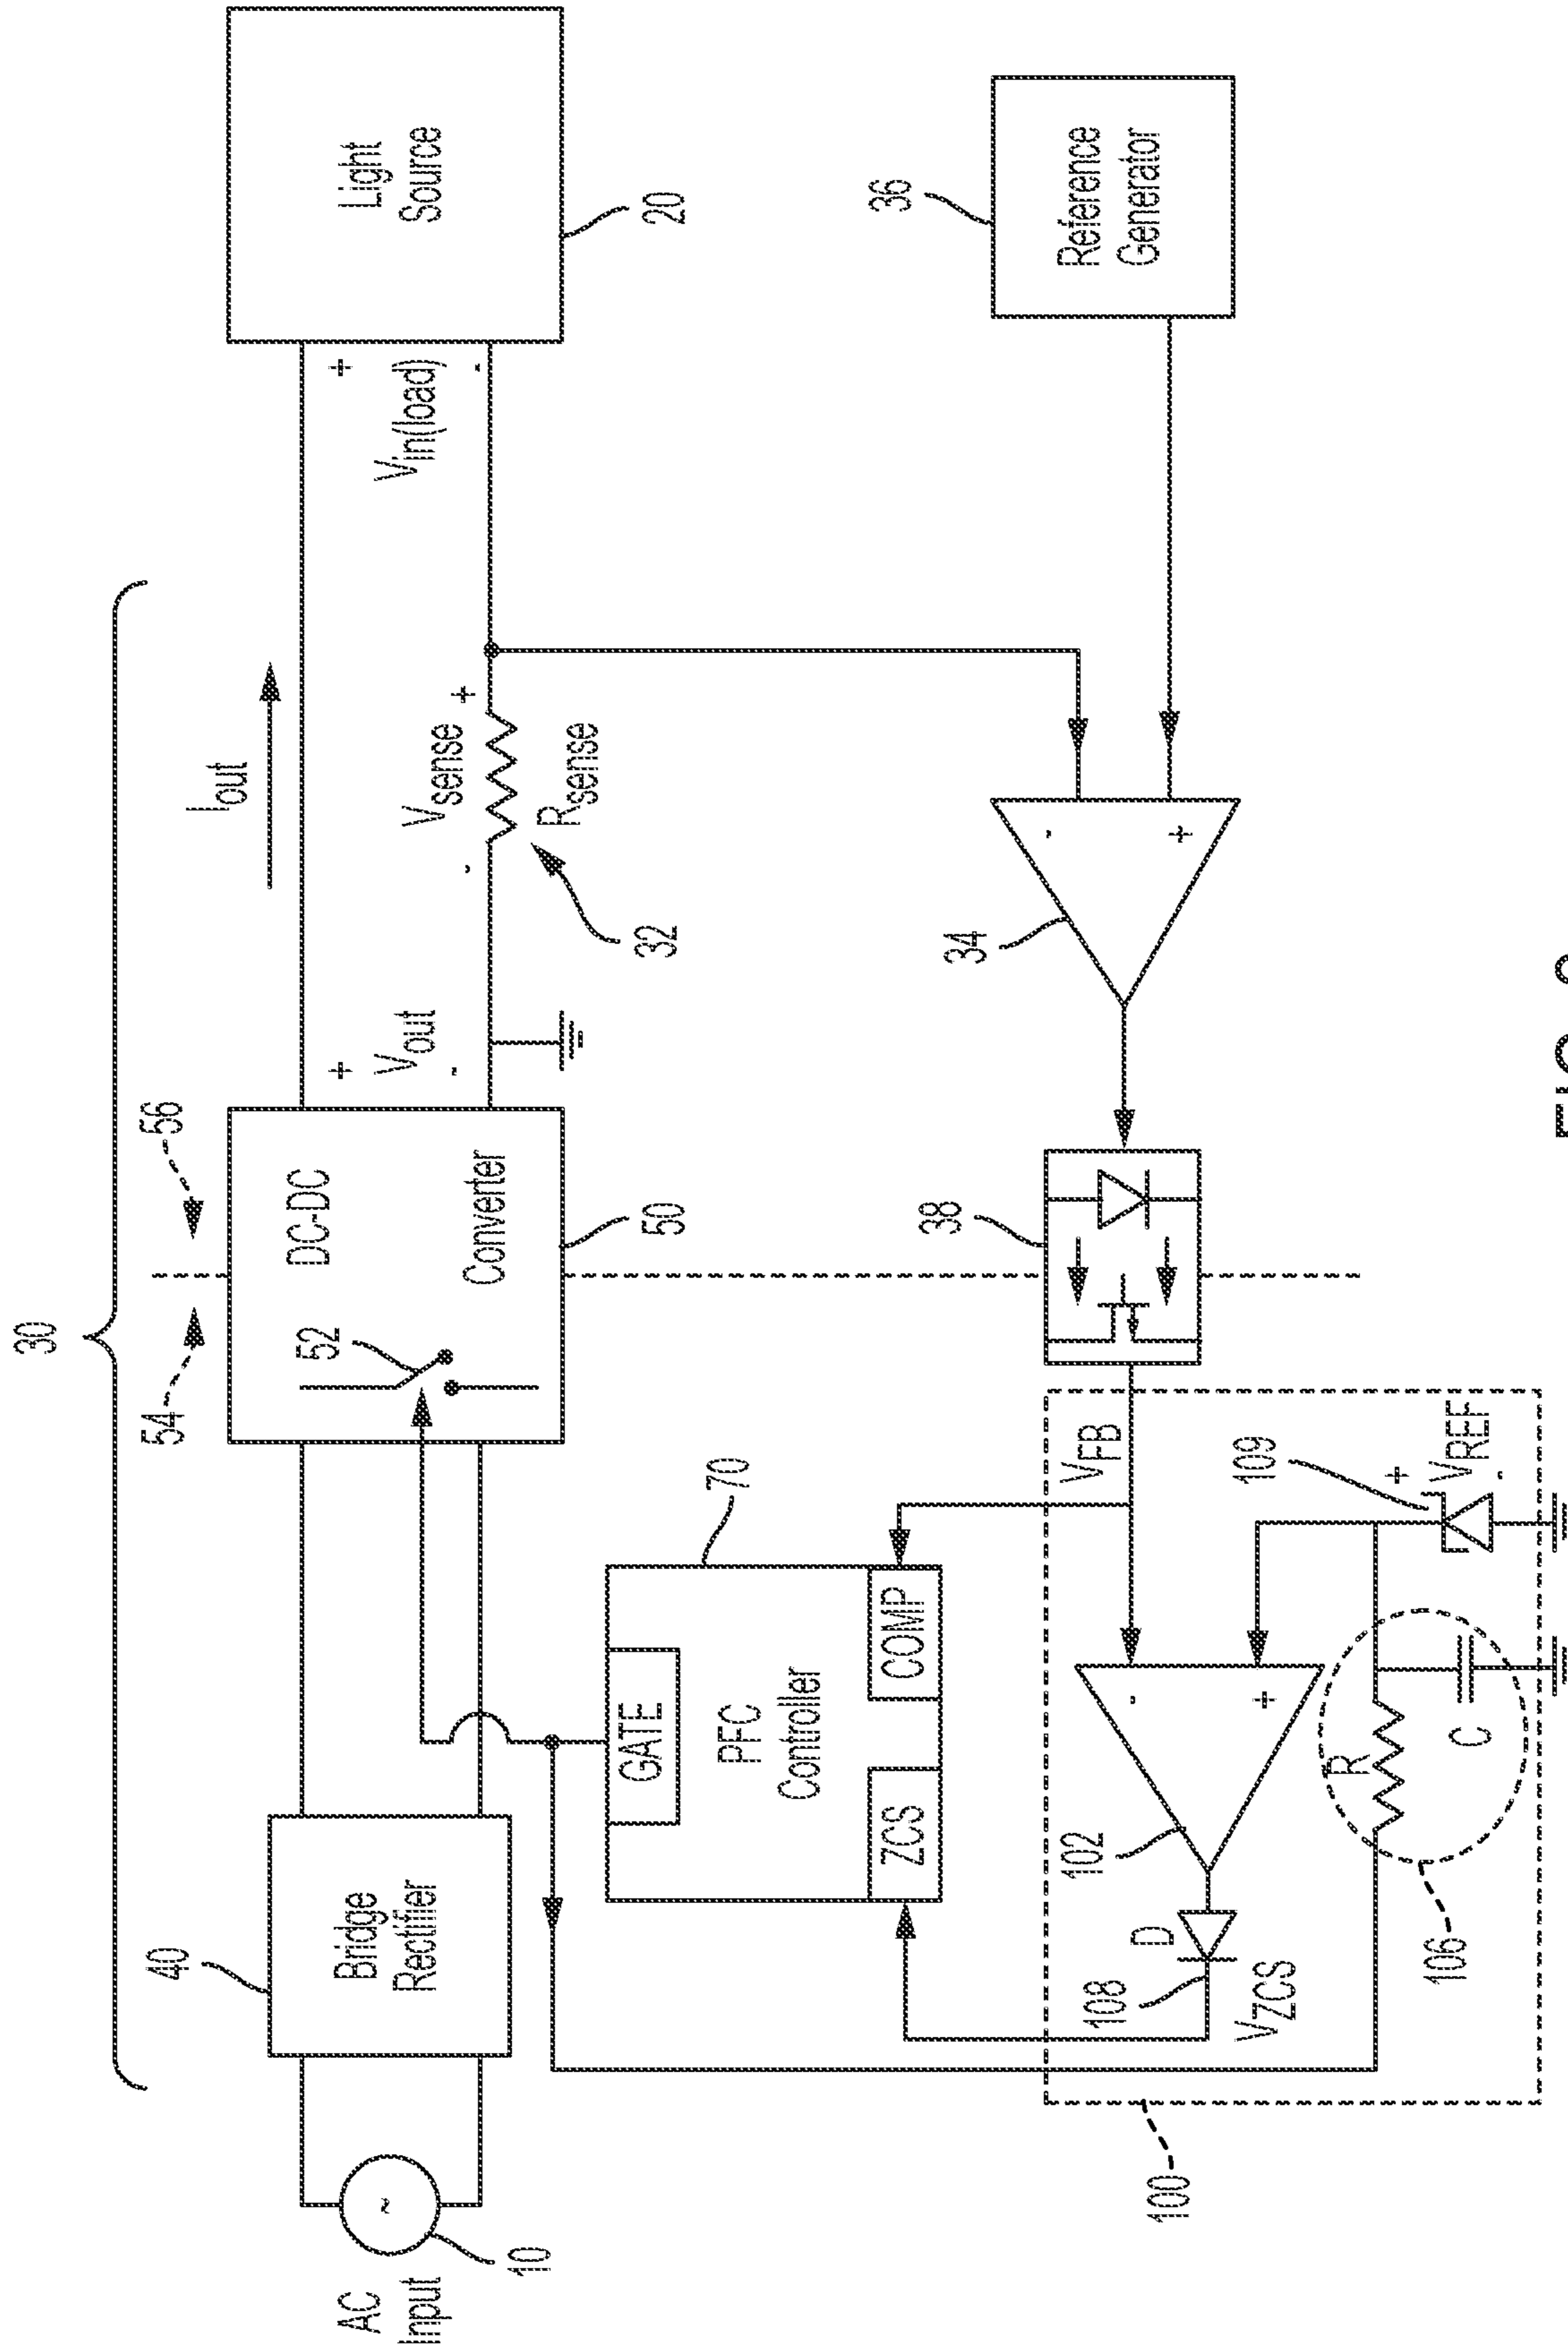 30
AC
Input
10
40
Bridge
Rectifier
54
56
DC-DC
Converter
52
50
+
Vout
-
Iout
-
Vsense
+
Rsense
32
+
Vin(load)
-
Light
Source
20
GATE
PFC
Controller
ZCS
COMP
70
VFB
38
34
-
+
36
Reference
Generator
100
102
-
+
D
108
VZCS
R
C
106
109
+
VREF
-
~